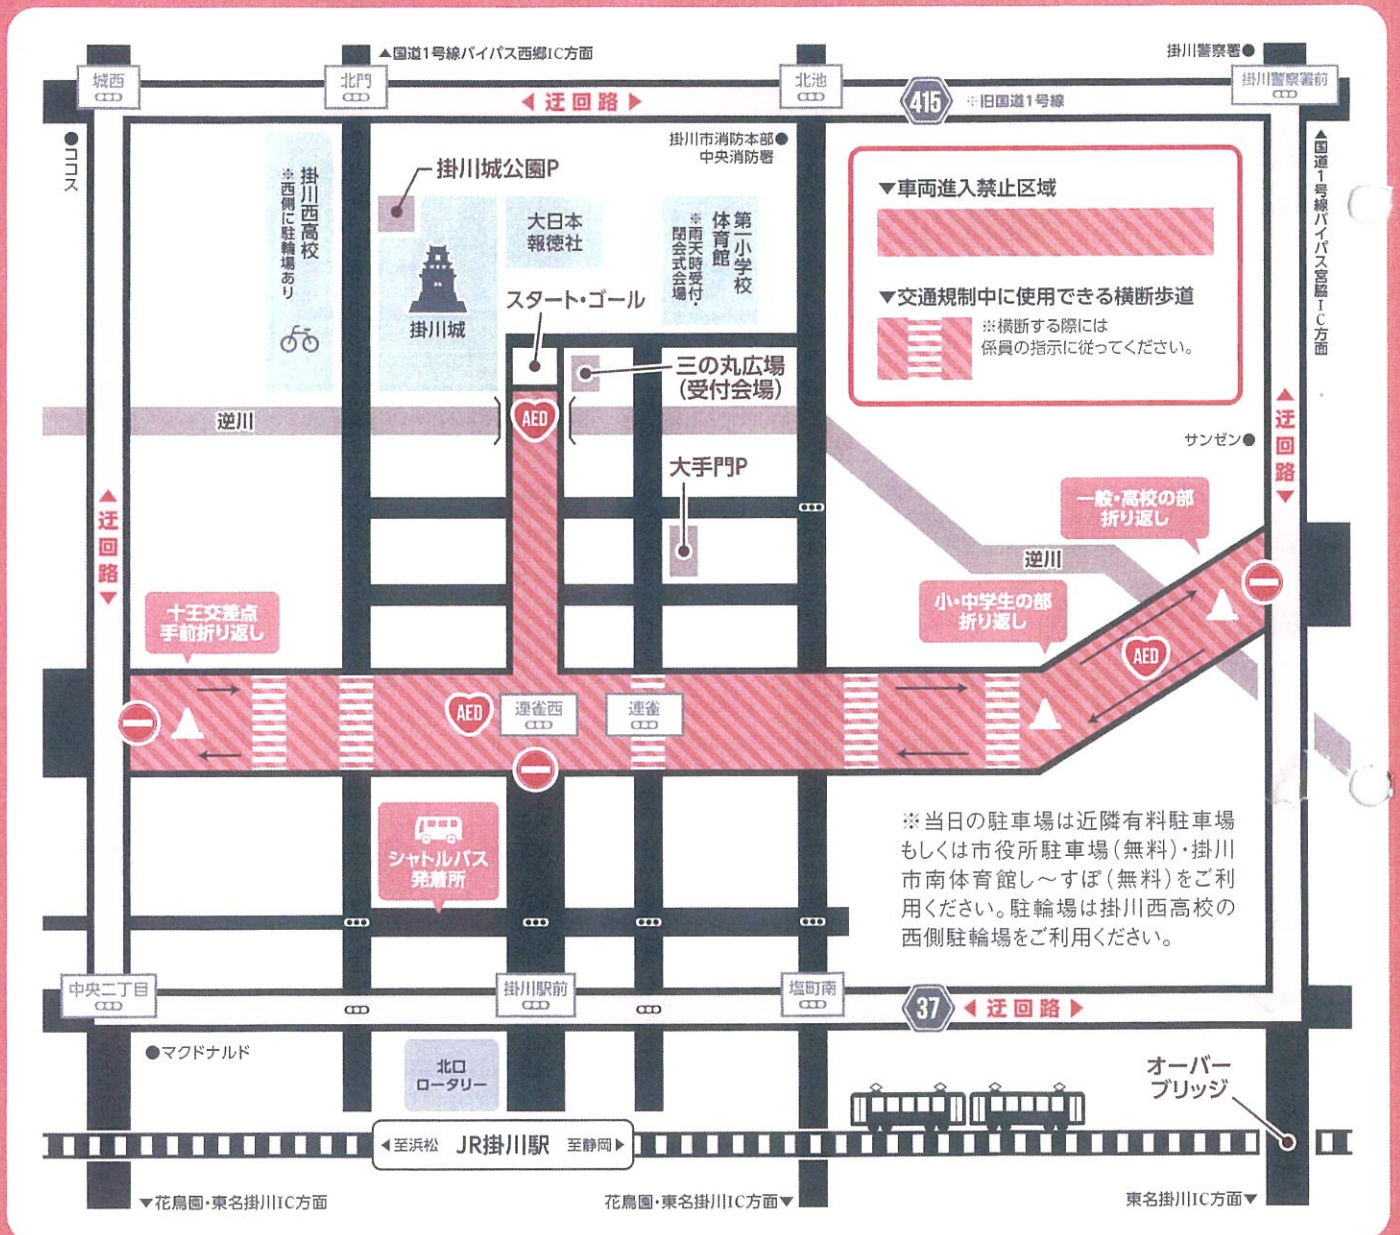 ▲国道1号線バイパス西郷IC方面
掛川警察署●
城西
北門
北池
掛川警察署前
◀迂回路▶
415
※旧国道1号線
●ココス
掛川西高校
※西側に駐輪場あり
掛川城公園P
掛川城
大日本
報徳社
掛川市消防本部●
中央消防署
第一小学校
体育館
※雨天時受付・
閉会式会場
▼車両進入禁止区域
▼交通規制中に使用できる横断歩道
※横断する際には
係員の指示に従ってください。
▲国道1号線バイパス宮脇IC方面
スタート・ゴール
三の丸広場
(受付会場)
逆川
AED
大手門P
サンゼン●
▲迂回路▼
▲迂回路▼
一般・高校の部
折り返し
逆川
小・中学生の部
折り返し
十王交差点
手前折り返し
AED
AED
連雀西
連雀
シャトルバス
発着所
※当日の駐車場は近隣有料駐車場
もしくは市役所駐車場(無料)・掛川
市南体育館し〜すぽ(無料)をご利
用ください。駐輪場は掛川西高校の
西側駐輪場をご利用ください。
中央二丁目
掛川駅前
塩町南
37
◀迂回路▶
●マクドナルド
北口
ロータリー
オーバー
ブリッジ
◀至浜松 JR掛川駅 至静岡▶
▼花鳥園・東名掛川IC方面
花鳥園・東名掛川IC方面▼
東名掛川IC方面▼